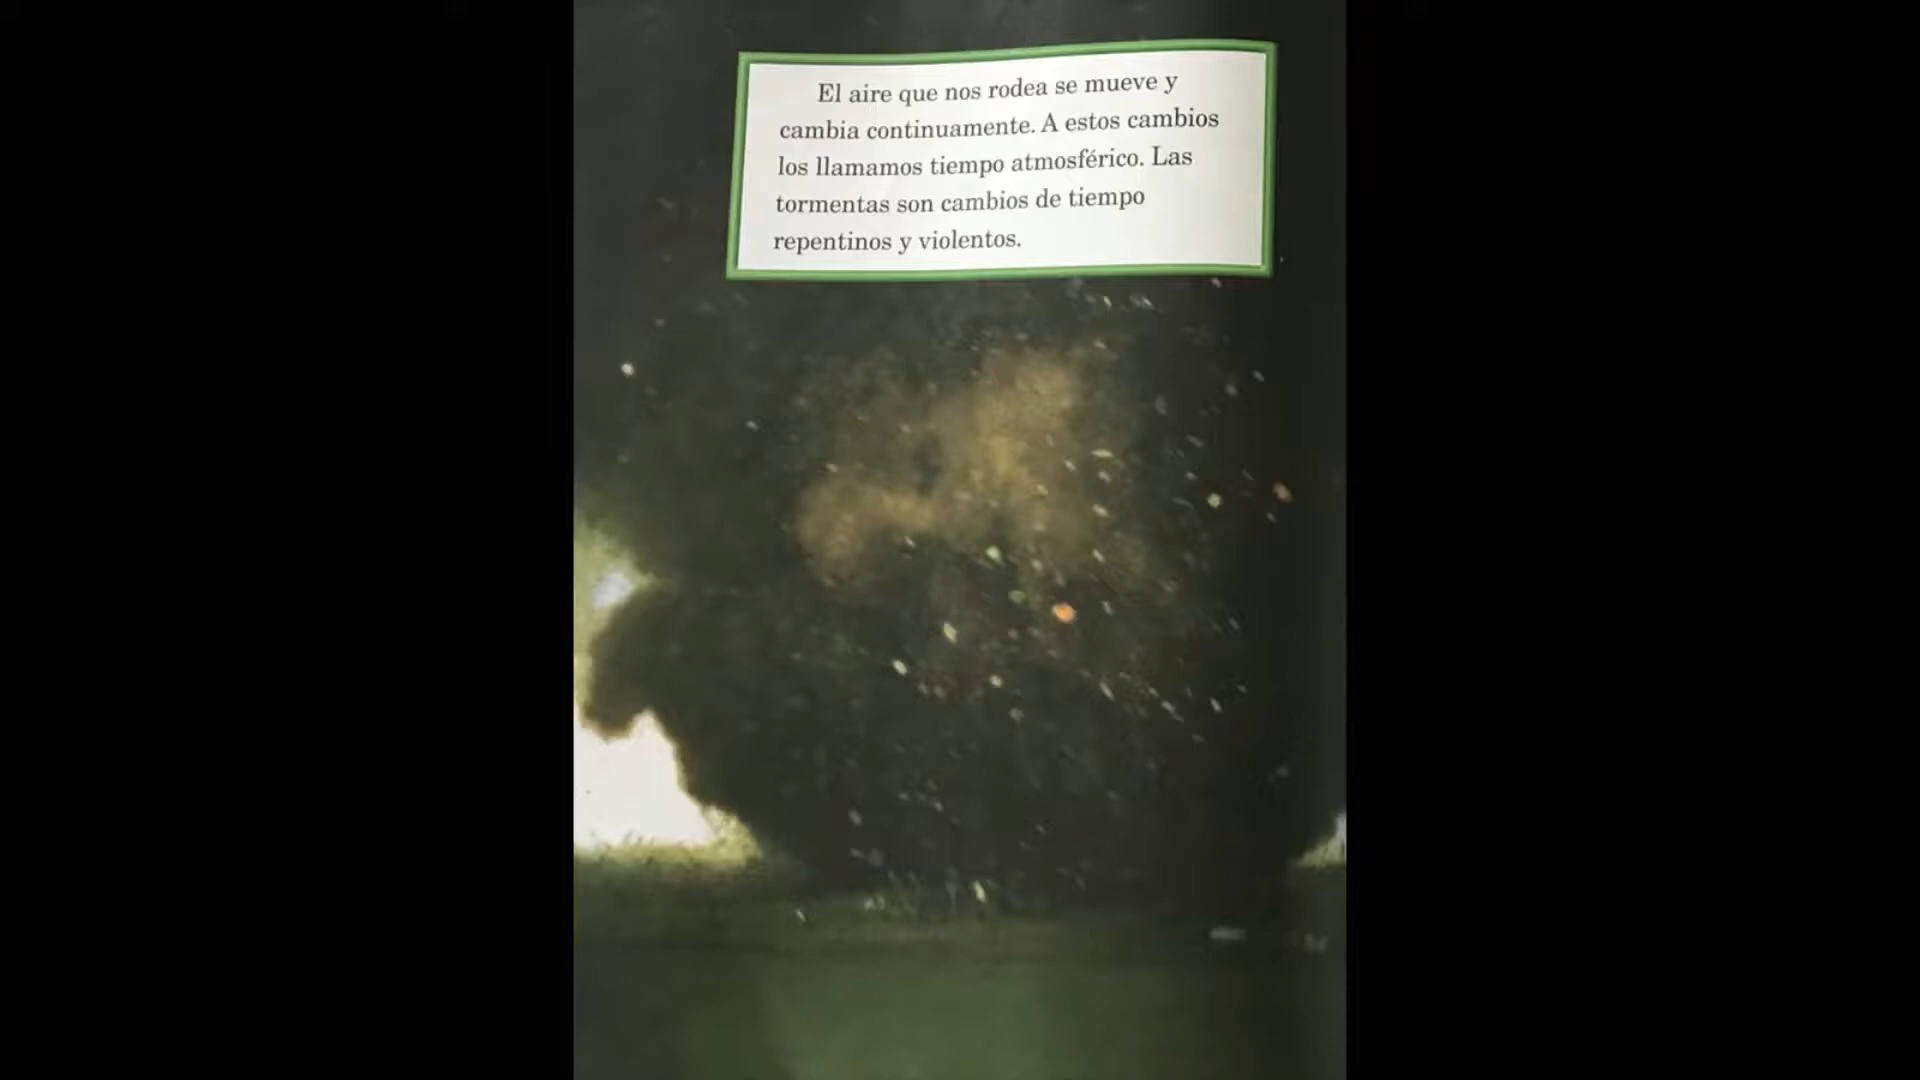 El aire que nos rodea se mueve y
cambia continuamente. A estos cambios
los llamamos tiempo atmosférico. Las
tormentas son cambios de tiempo
repentinos y violentos.